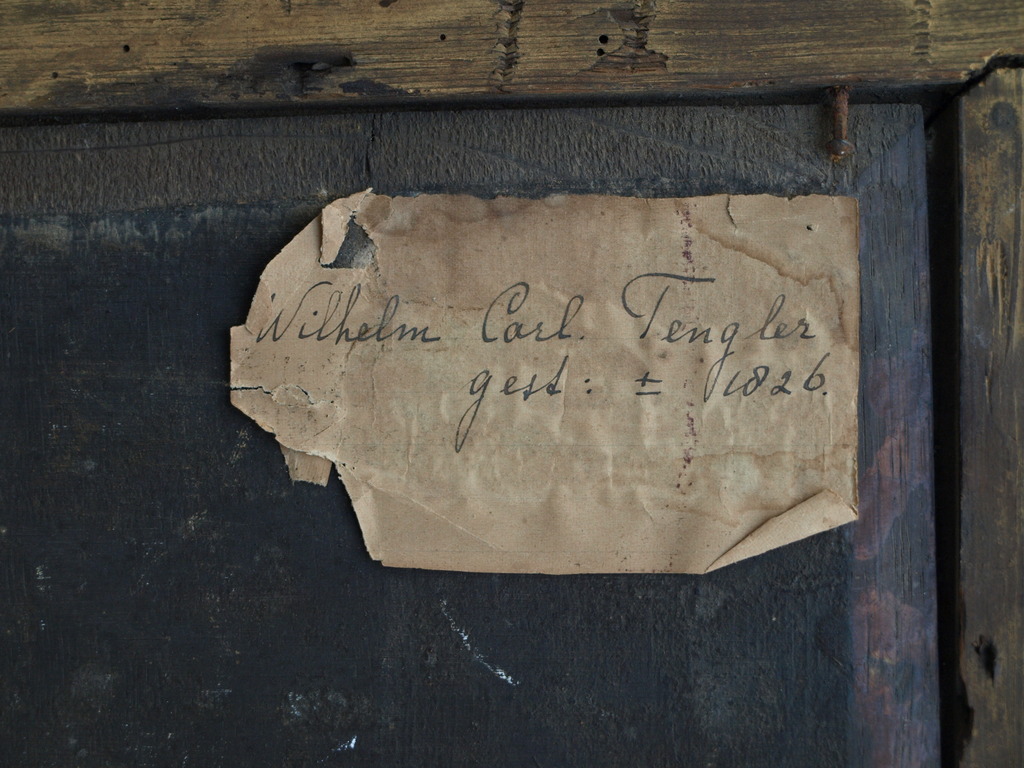 Wilhelm Carl. Tengler
gest: ± 1826.